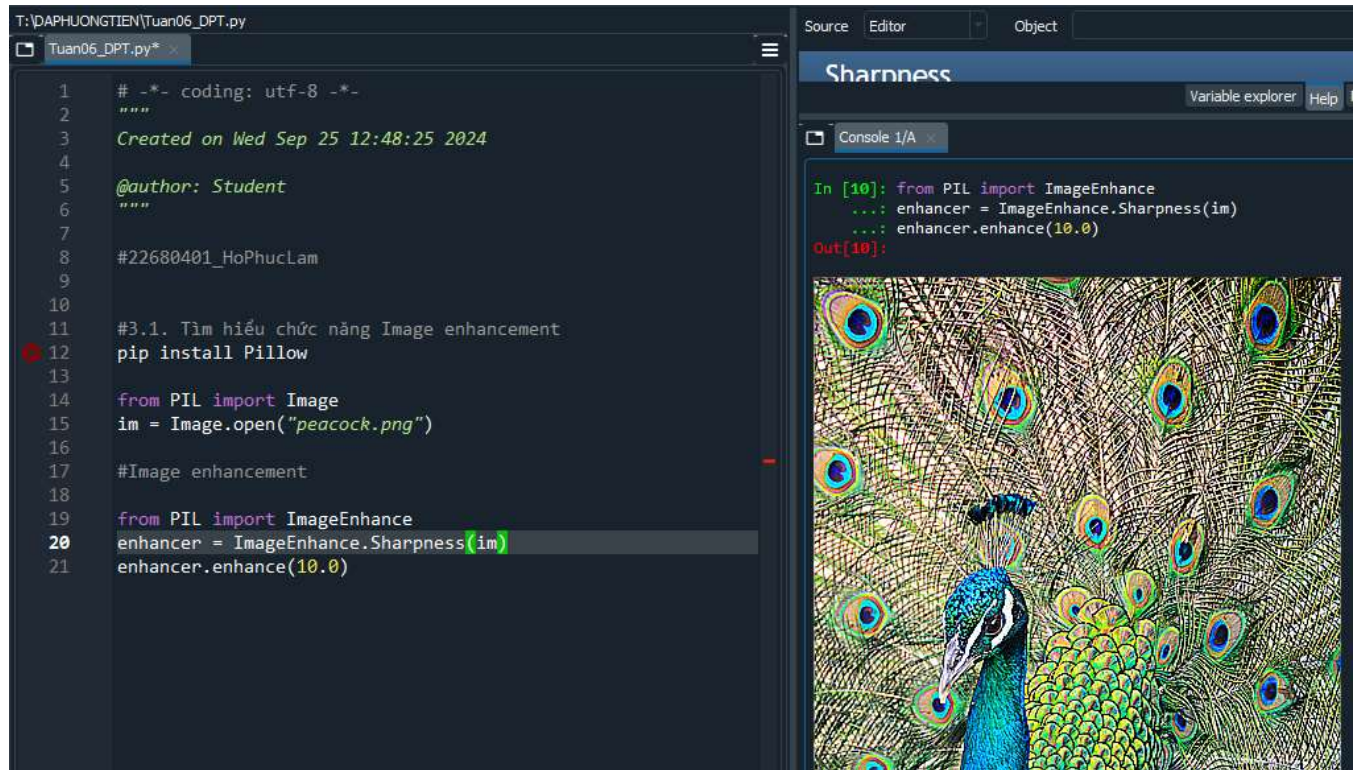 T:\DAPHUONGTIEN\Tuan06_DPT.py
Tuan06_DPT.py*
1 # -*- coding: utf-8 -*-
2 """
3 Created on Wed Sep 25 12:48:25 2024
4
5 @author: Student
6 """
7
8 #22680401_HoPhucLam
9
10
11 #3.1. Tìm hiểu chức năng Image enhancement
12 pip install Pillow
13
14 from PIL import Image
15 im = Image.open("peacock.png")
16
17 #Image enhancement
18
19 from PIL import ImageEnhance
20 enhancer = ImageEnhance.Sharpness(im)
21 enhancer.enhance(10.0)
Source Editor Object
Sharpness
Variable explorer Help
Console 1/A
In [10]: from PIL import ImageEnhance
...: enhancer = ImageEnhance.Sharpness(im)
...: enhancer.enhance(10.0)
Out[10]: